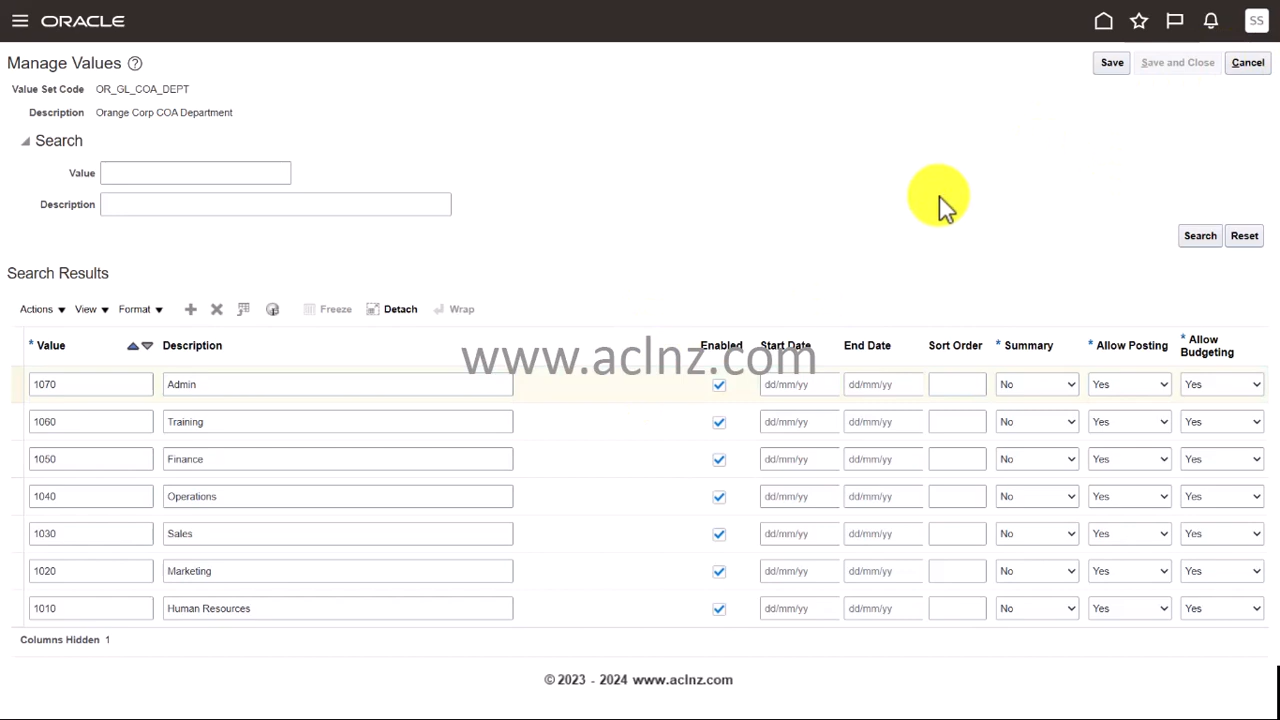 ORACLE SS
Manage Values ? Save Save and Close Cancel
Value Set Code OR_GL_COA_DEPT
Description Orange Corp COA Department
Search
Value
Description
Search Reset
Search Results
Actions View Format Freeze Detach Wrap
* Value Description Enabled Start Date End Date Sort Order * Summary * Allow Posting * Allow Budgeting
www.aclnz.com
1070 Admin dd/mm/yy dd/mm/yy No Yes Yes
1060 Training dd/mm/yy dd/mm/yy No Yes Yes
1050 Finance dd/mm/yy dd/mm/yy No Yes Yes
1040 Operations dd/mm/yy dd/mm/yy No Yes Yes
1030 Sales dd/mm/yy dd/mm/yy No Yes Yes
1020 Marketing dd/mm/yy dd/mm/yy No Yes Yes
1010 Human Resources dd/mm/yy dd/mm/yy No Yes Yes
Columns Hidden 1
© 2023 - 2024 www.aclnz.com